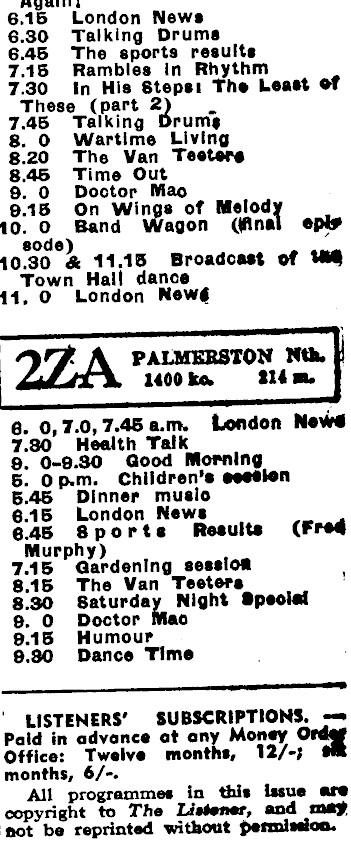 Again!
6.15 London News
6.30 Talking Drums
6.45 The sports results
7.15 Rambles in Rhythm
7.30 In His Steps: The Least of
These (part 2)
7.45 Talking Drums
8. 0 Wartime Living
8.20 The Van Teeters
8.45 Time Out
9. 0 Doctor Mac
9.15 On Wings of Melody
10. 0 Band Wagon (final epi-
sode)
10.30 & 11.15 Broadcast of the
Town Hall dance
11. 0 London News
2ZA PALMERSTON Nth.
1400 kc. 214 m.
6. 0, 7.0, 7.45 a.m. London News
7.30 Health Talk
9. 0-9.30 Good Morning
5. 0 p.m. Children's session
5.45 Dinner music
6.15 London News
6.45 Sports Results (Fred
Murphy)
7.15 Gardening session
8.15 The Van Teeters
8.30 Saturday Night Special
9. 0 Doctor Mac
9.15 Humour
9.30 Dance Time
LISTENERS' SUBSCRIPTIONS. —
Paid in advance at any Money Order
Office: Twelve months, 12/-; six
months, 6/-.
All programmes in this issue are
copyright to The Listener, and may
not be reprinted without permission.